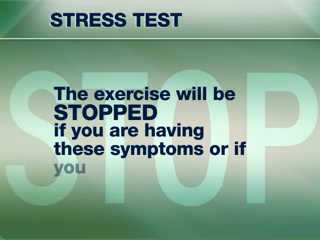 STRESS TEST
STOP
The exercise will be
STOPPED
if you are having
these symptoms or if
you